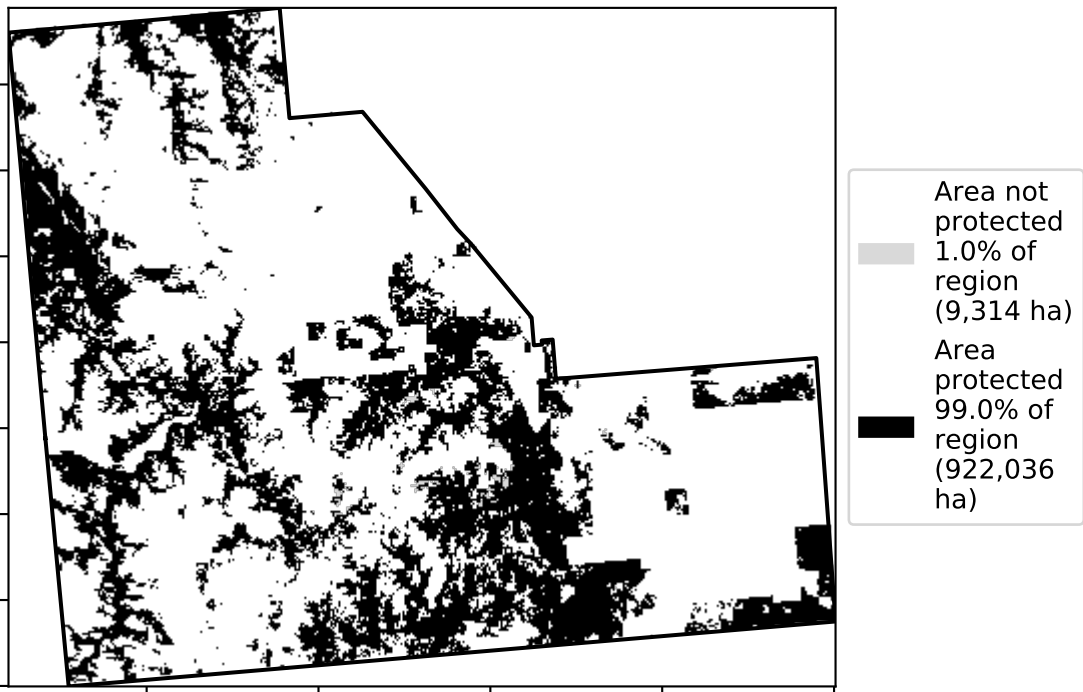 Area not
protected
1.0% of
region
(9,314 ha)
Area
protected
99.0% of
region
(922,036
ha)